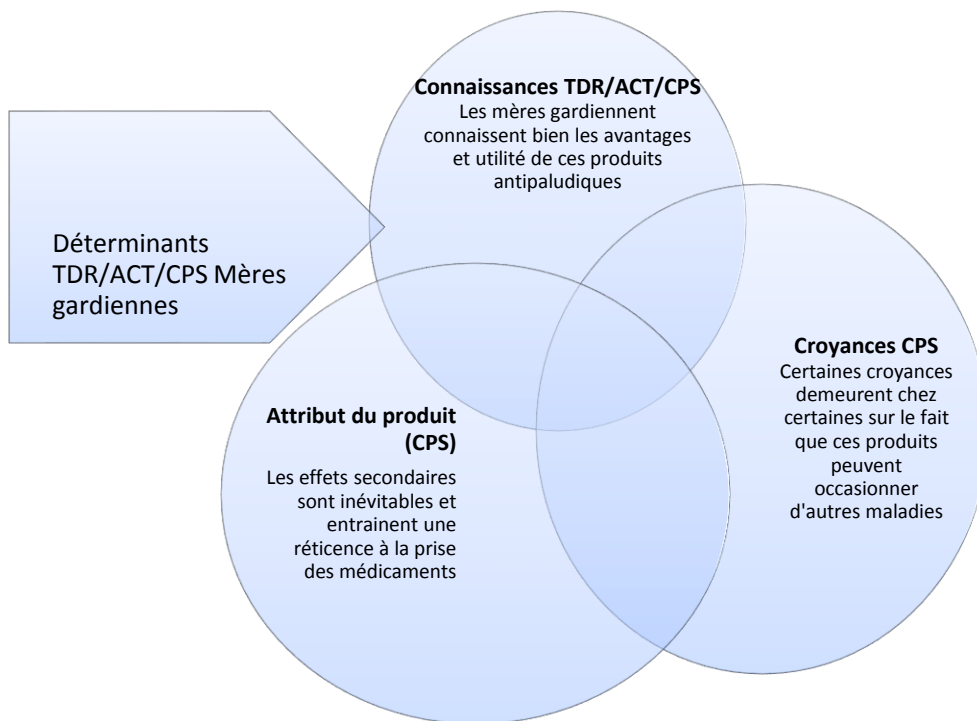 Déterminants
TDR/ACT/CPS Mères
gardiennes
Connaissances TDR/ACT/CPS
Les mères gardiennent
connaissent bien les avantages
et utilité de ces produits
antipaludiques
Croyances CPS
Certaines croyances
demeurent chez
certaines sur le fait
que ces produits
peuvent
occasionner
d'autres maladies
Attribut du produit
(CPS)
Les effets secondaires
sont inévitables et
entrainent une
réticence à la prise
des médicaments